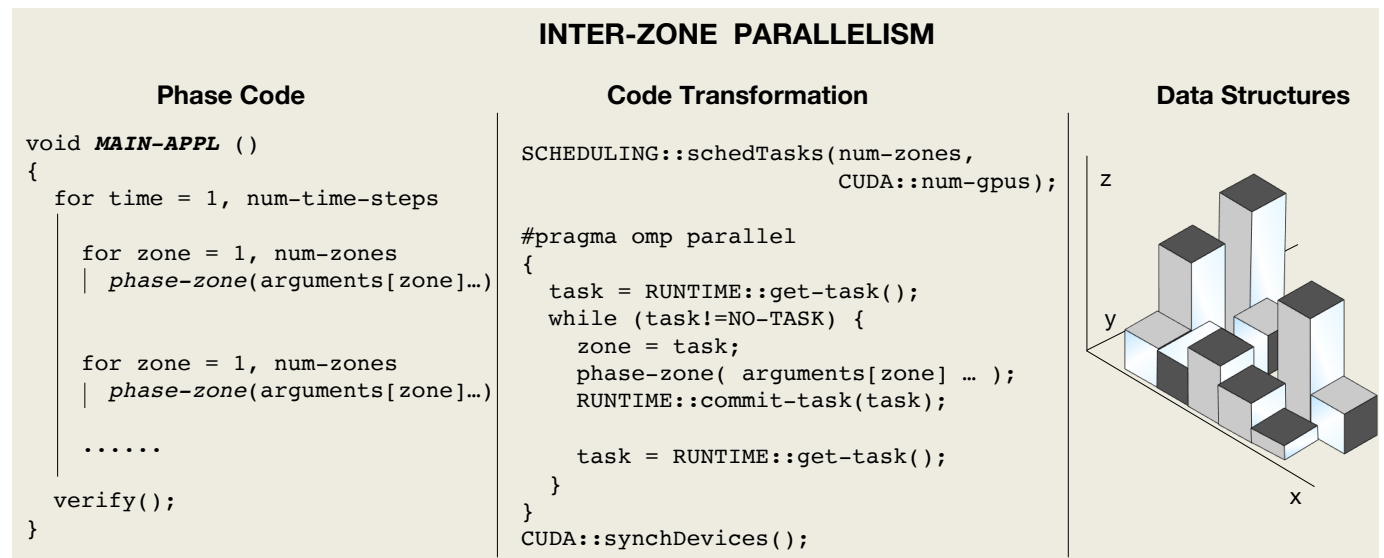 INTER-ZONE PARALLELISM
Phase Code
void MAIN-APPL ()
{
for time = 1, num-time-steps
for zone = 1, num-zones
phase-zone(arguments[zone]…)
for zone = 1, num-zones
phase-zone(arguments[zone]…)
......
verify();
}
Code Transformation
SCHEDULING::schedTasks(num-zones,
CUDA::num-gpus);
#pragma omp parallel
{
task = RUNTIME::get-task();
while (task!=NO-TASK) {
zone = task;
phase-zone( arguments[zone] … );
RUNTIME::commit-task(task);
task = RUNTIME::get-task();
}
}
CUDA::synchDevices();
Data Structures
z
y
x